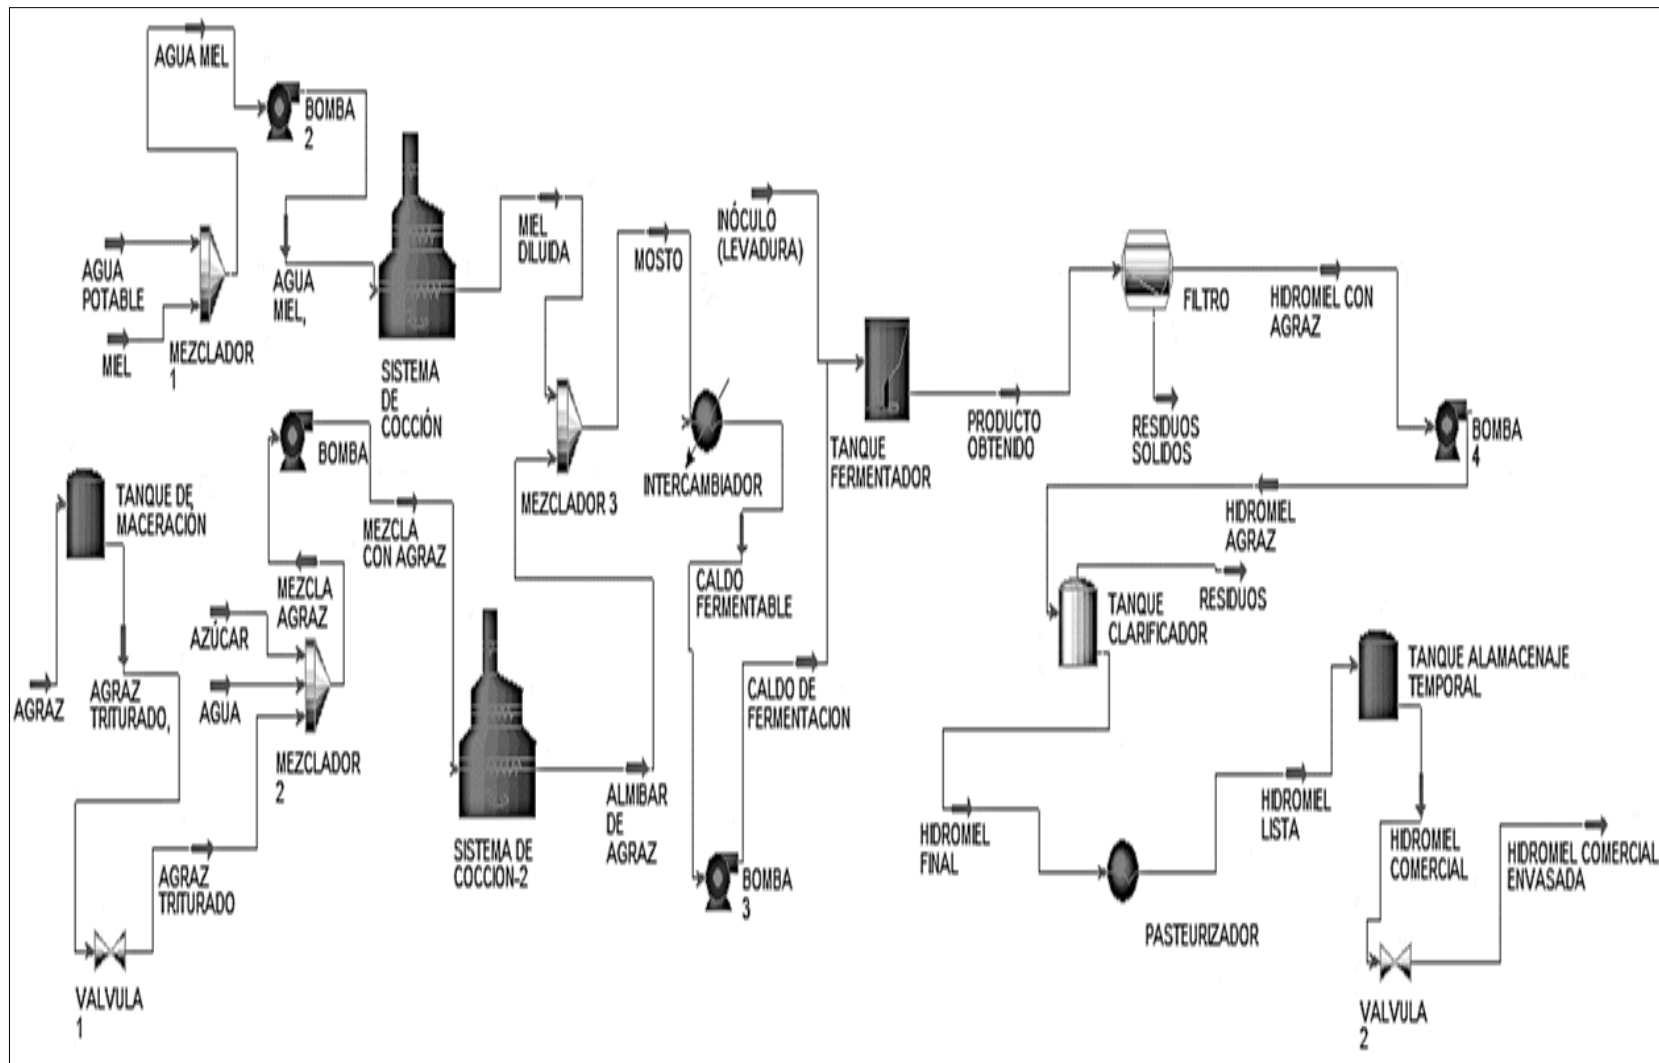 AGUA MIEL
BOMBA
2
AGUA
POTABLE
MIEL
MEZCLADOR
1
AGUA
MIEL,
SISTEMA
DE
COCCIÓN
MIEL
DILUIDA
MOSTO
INÓCULO
(LEVADURA)
FILTRO
HIDROMIEL CON
AGRAZ
RESIDUOS
SOLIDOS
BOMBA
4
PRODUCTO
OBTENIDO
TANQUE
FERMENTADOR
INTERCAMBIADOR
MEZCLADOR 3
BOMBA
TANQUE DE
MACERACIÓN
MEZCLA
CON AGRAZ
MEZCLA
AGRAZ
AZÚCAR
AGUA
AGRAZ
AGRAZ
TRITURADO,
MEZCLADOR
2
CALDO
FERMENTABLE
CALDO DE
FERMENTACION
HIDROMIEL
AGRAZ
RESIDUOS
TANQUE
CLARIFICADOR
TANQUE ALAMACENAJE
TEMPORAL
ALMIBAR
DE
AGRAZ
SISTEMA DE
COCCIÓN-2
AGRAZ
TRITURADO
VALVULA
1
BOMBA
3
HIDROMIEL
FINAL
PASTEURIZADOR
HIDROMIEL
LISTA
HIDROMIEL
COMERCIAL
HIDROMIEL COMERCIAL
ENVASADA
VALVULA
2